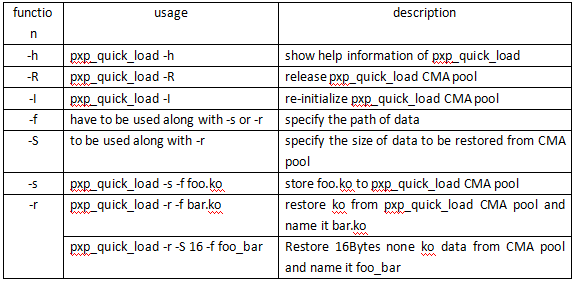 functio
n
usage
description
-h
pxp_quick_load -h
show help information of pxp_quick_load
-R
pxp_quick_load -R
release pxp_quick_load CMA pool
-I
pxp_quick_load -I
re-initialize pxp_quick_load CMA pool
-f
have to be used along with -s or -r
specify the path of data
-S
to be used along with -r
specify the size of data to be restored from CMA
pool
-s
pxp_quick_load -s -f foo.ko
store foo.ko to pxp_quick_load CMA pool
-r
pxp_quick_load -r -f bar.ko
restore ko from pxp_quick_load CMA pool and
name it bar.ko
pxp_quick_load -r -S 16 -f foo_bar
Restore 16Bytes none ko data from CMA pool
and name it foo_bar